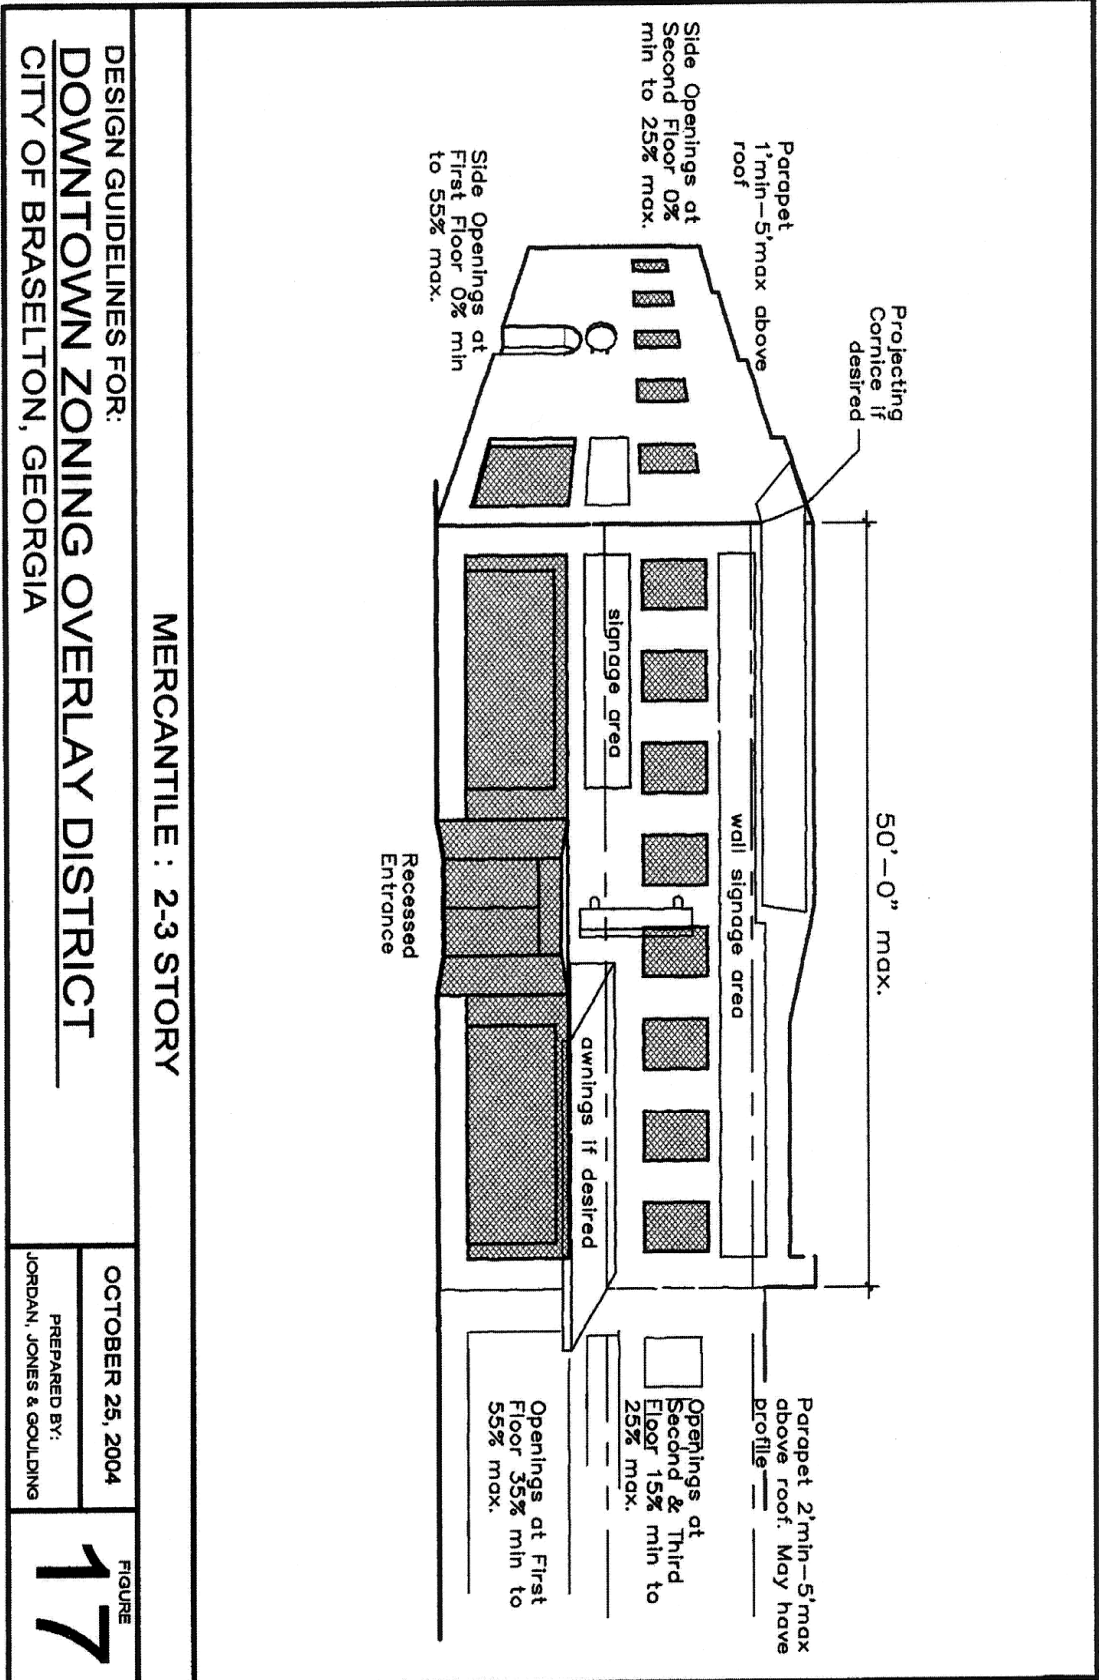 Projecting
Cornice if
desired
50'-0" max.
Parapet
1'min-5'max above
roof
Parapet 2'min-5'max
above roof. May have
profile
Side Openings at
Second Floor 0%
min to 25% max.
wall signage area
Openings at
Second & Third
Floor 15% min to
25% max.
signage area
awnings if desired
Side Openings at
First Floor 0% min
to 55% max.
Openings at First
Floor 35% min to
55% max.
Recessed
Entrance
MERCANTILE : 2-3 STORY
DESIGN GUIDELINES FOR:
DOWNTOWN ZONING OVERLAY DISTRICT
CITY OF BRASELTON, GEORGIA
OCTOBER 25, 2004
PREPARED BY:
JORDAN, JONES & GOULDING
FIGURE
17